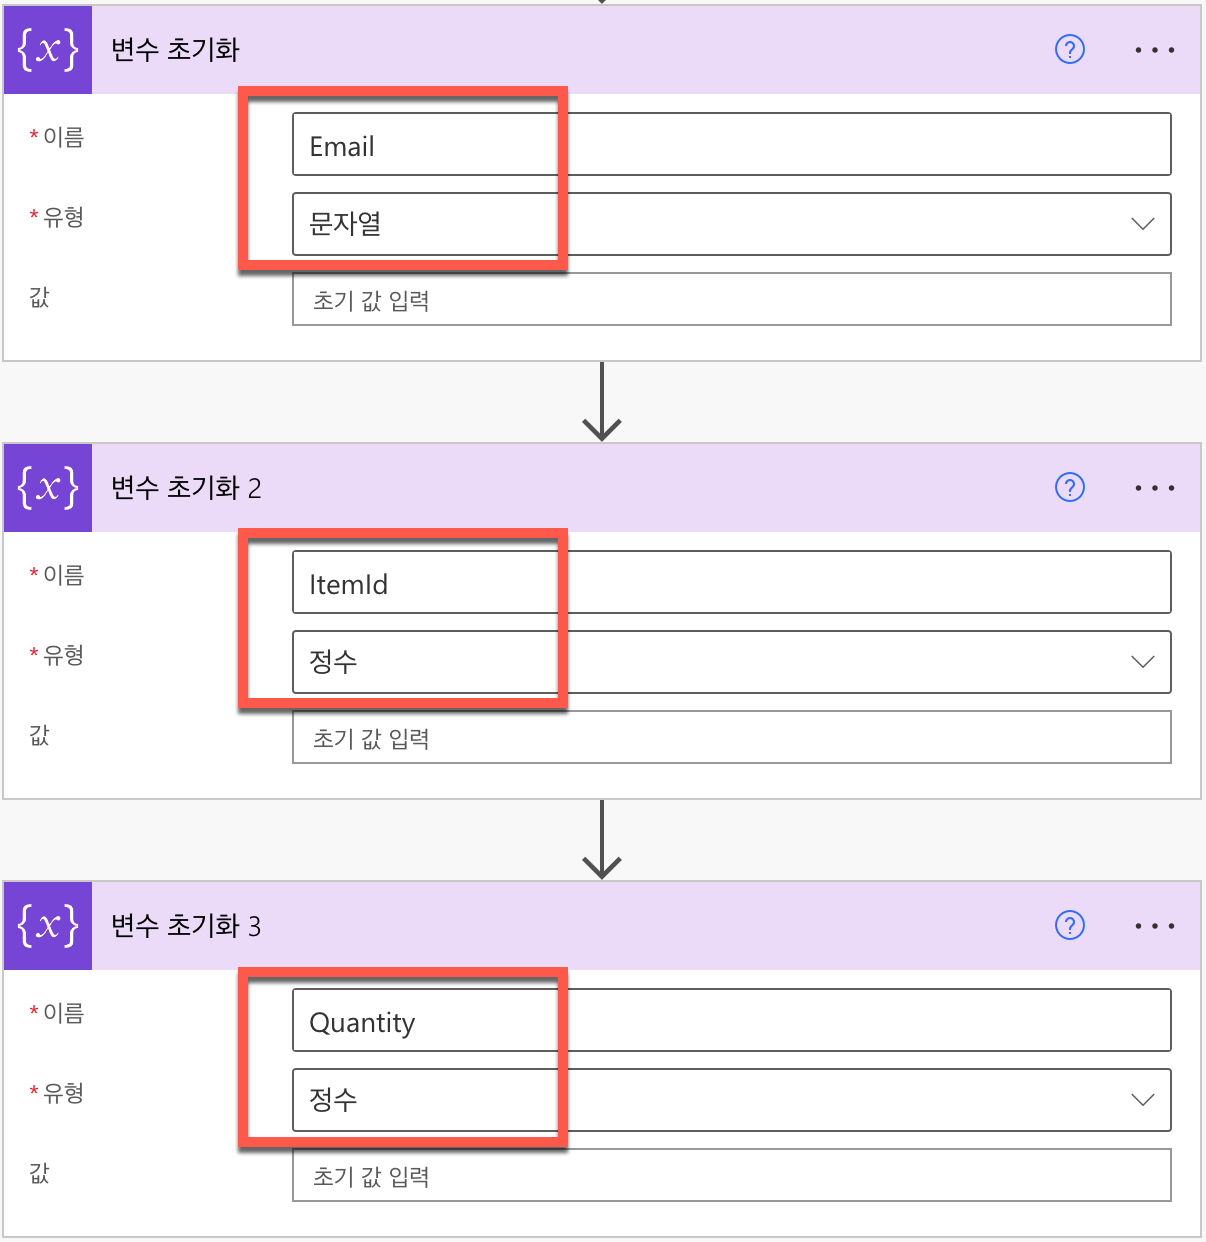 {x} 변수 초기화 ? ...
* 이름 Email
* 유형 문자열
값 초기 값 입력
{x} 변수 초기화 2 ? ...
* 이름 ItemId
* 유형 정수
값 초기 값 입력
{x} 변수 초기화 3 ? ...
* 이름 Quantity
* 유형 정수
값 초기 값 입력